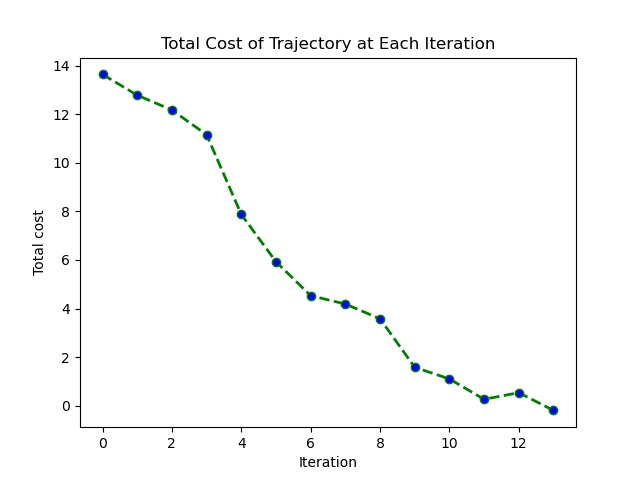 Total Cost of Trajectory at Each Iteration
Total cost
14
12
10
8
6
4
2
0
0 2 4 6 8 10 12
Iteration